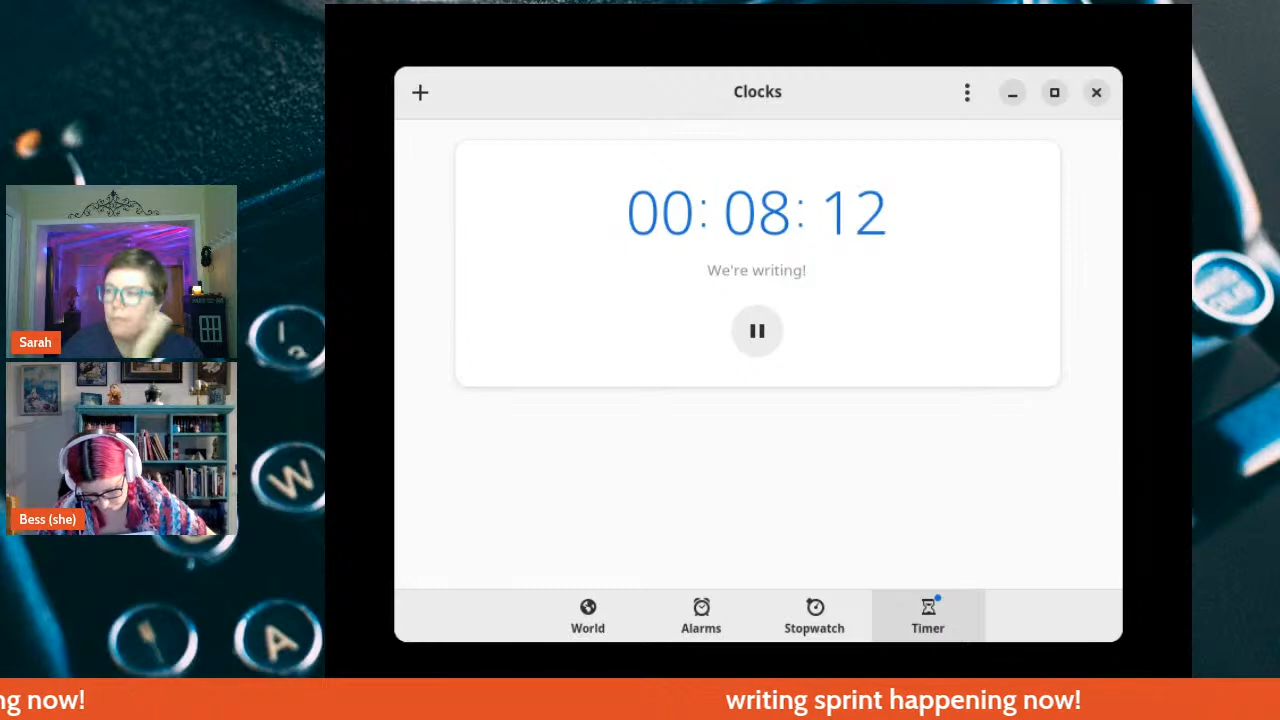 Clocks
00:08:12
We're writing!
Sarah
Bess (she)
W
A
World
Alarms
Stopwatch
Timer
ng now!
writing sprint happening now!